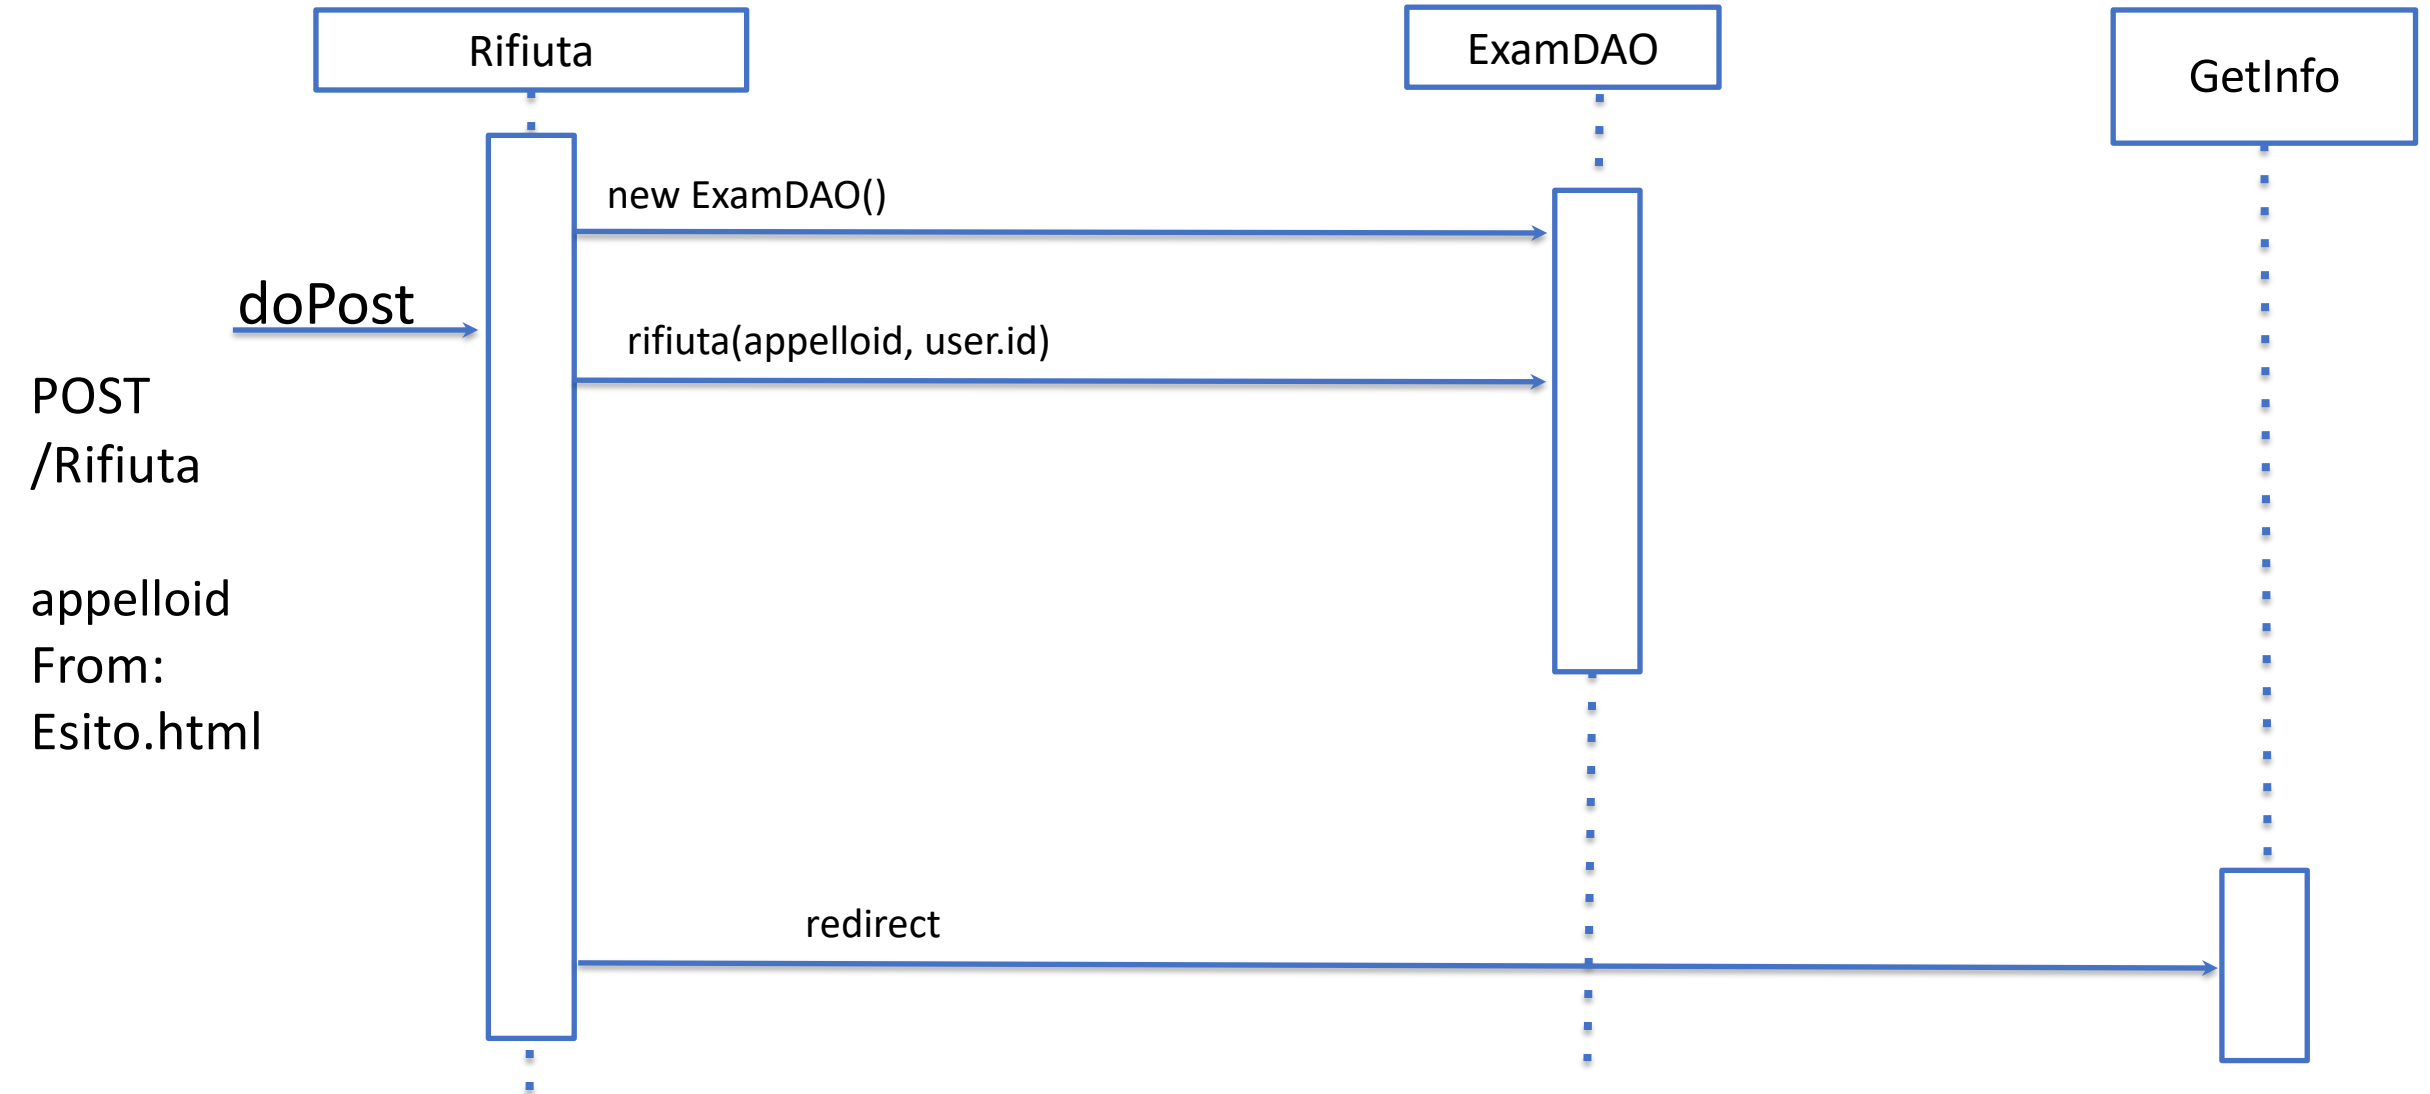 Rifiuta
ExamDAO
GetInfo
new ExamDAO()
doPost
rifiuta(appelloid, user.id)
POST
/Rifiuta
appelloid
From:
Esito.html
redirect